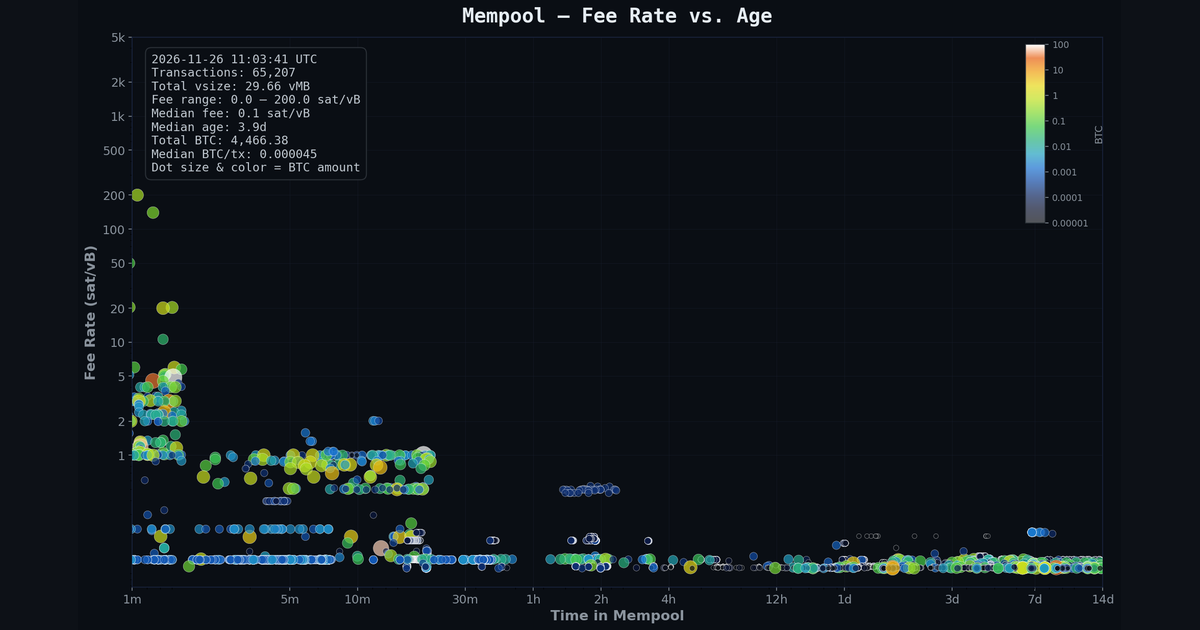 Mempool — Fee Rate vs. Age
2026-11-26 11:03:41 UTC
Transactions: 65,207
Total vsize: 29.66 vMB
Fee range: 0.0 — 200.0 sat/vB
Median fee: 0.1 sat/vB
Median age: 3.9d
Total BTC: 4,466.38
Median BTC/tx: 0.000045
Dot size & color = BTC amount
100
10
1
0.1
0.01
0.001
0.0001
0.00001
BTC
Fee Rate (sat/vB)
5k
2k
1k
500
200
100
50
20
10
5
2
1
1m
5m
10m
30m
1h
2h
4h
12h
1d
3d
7d
14d
Time in Mempool